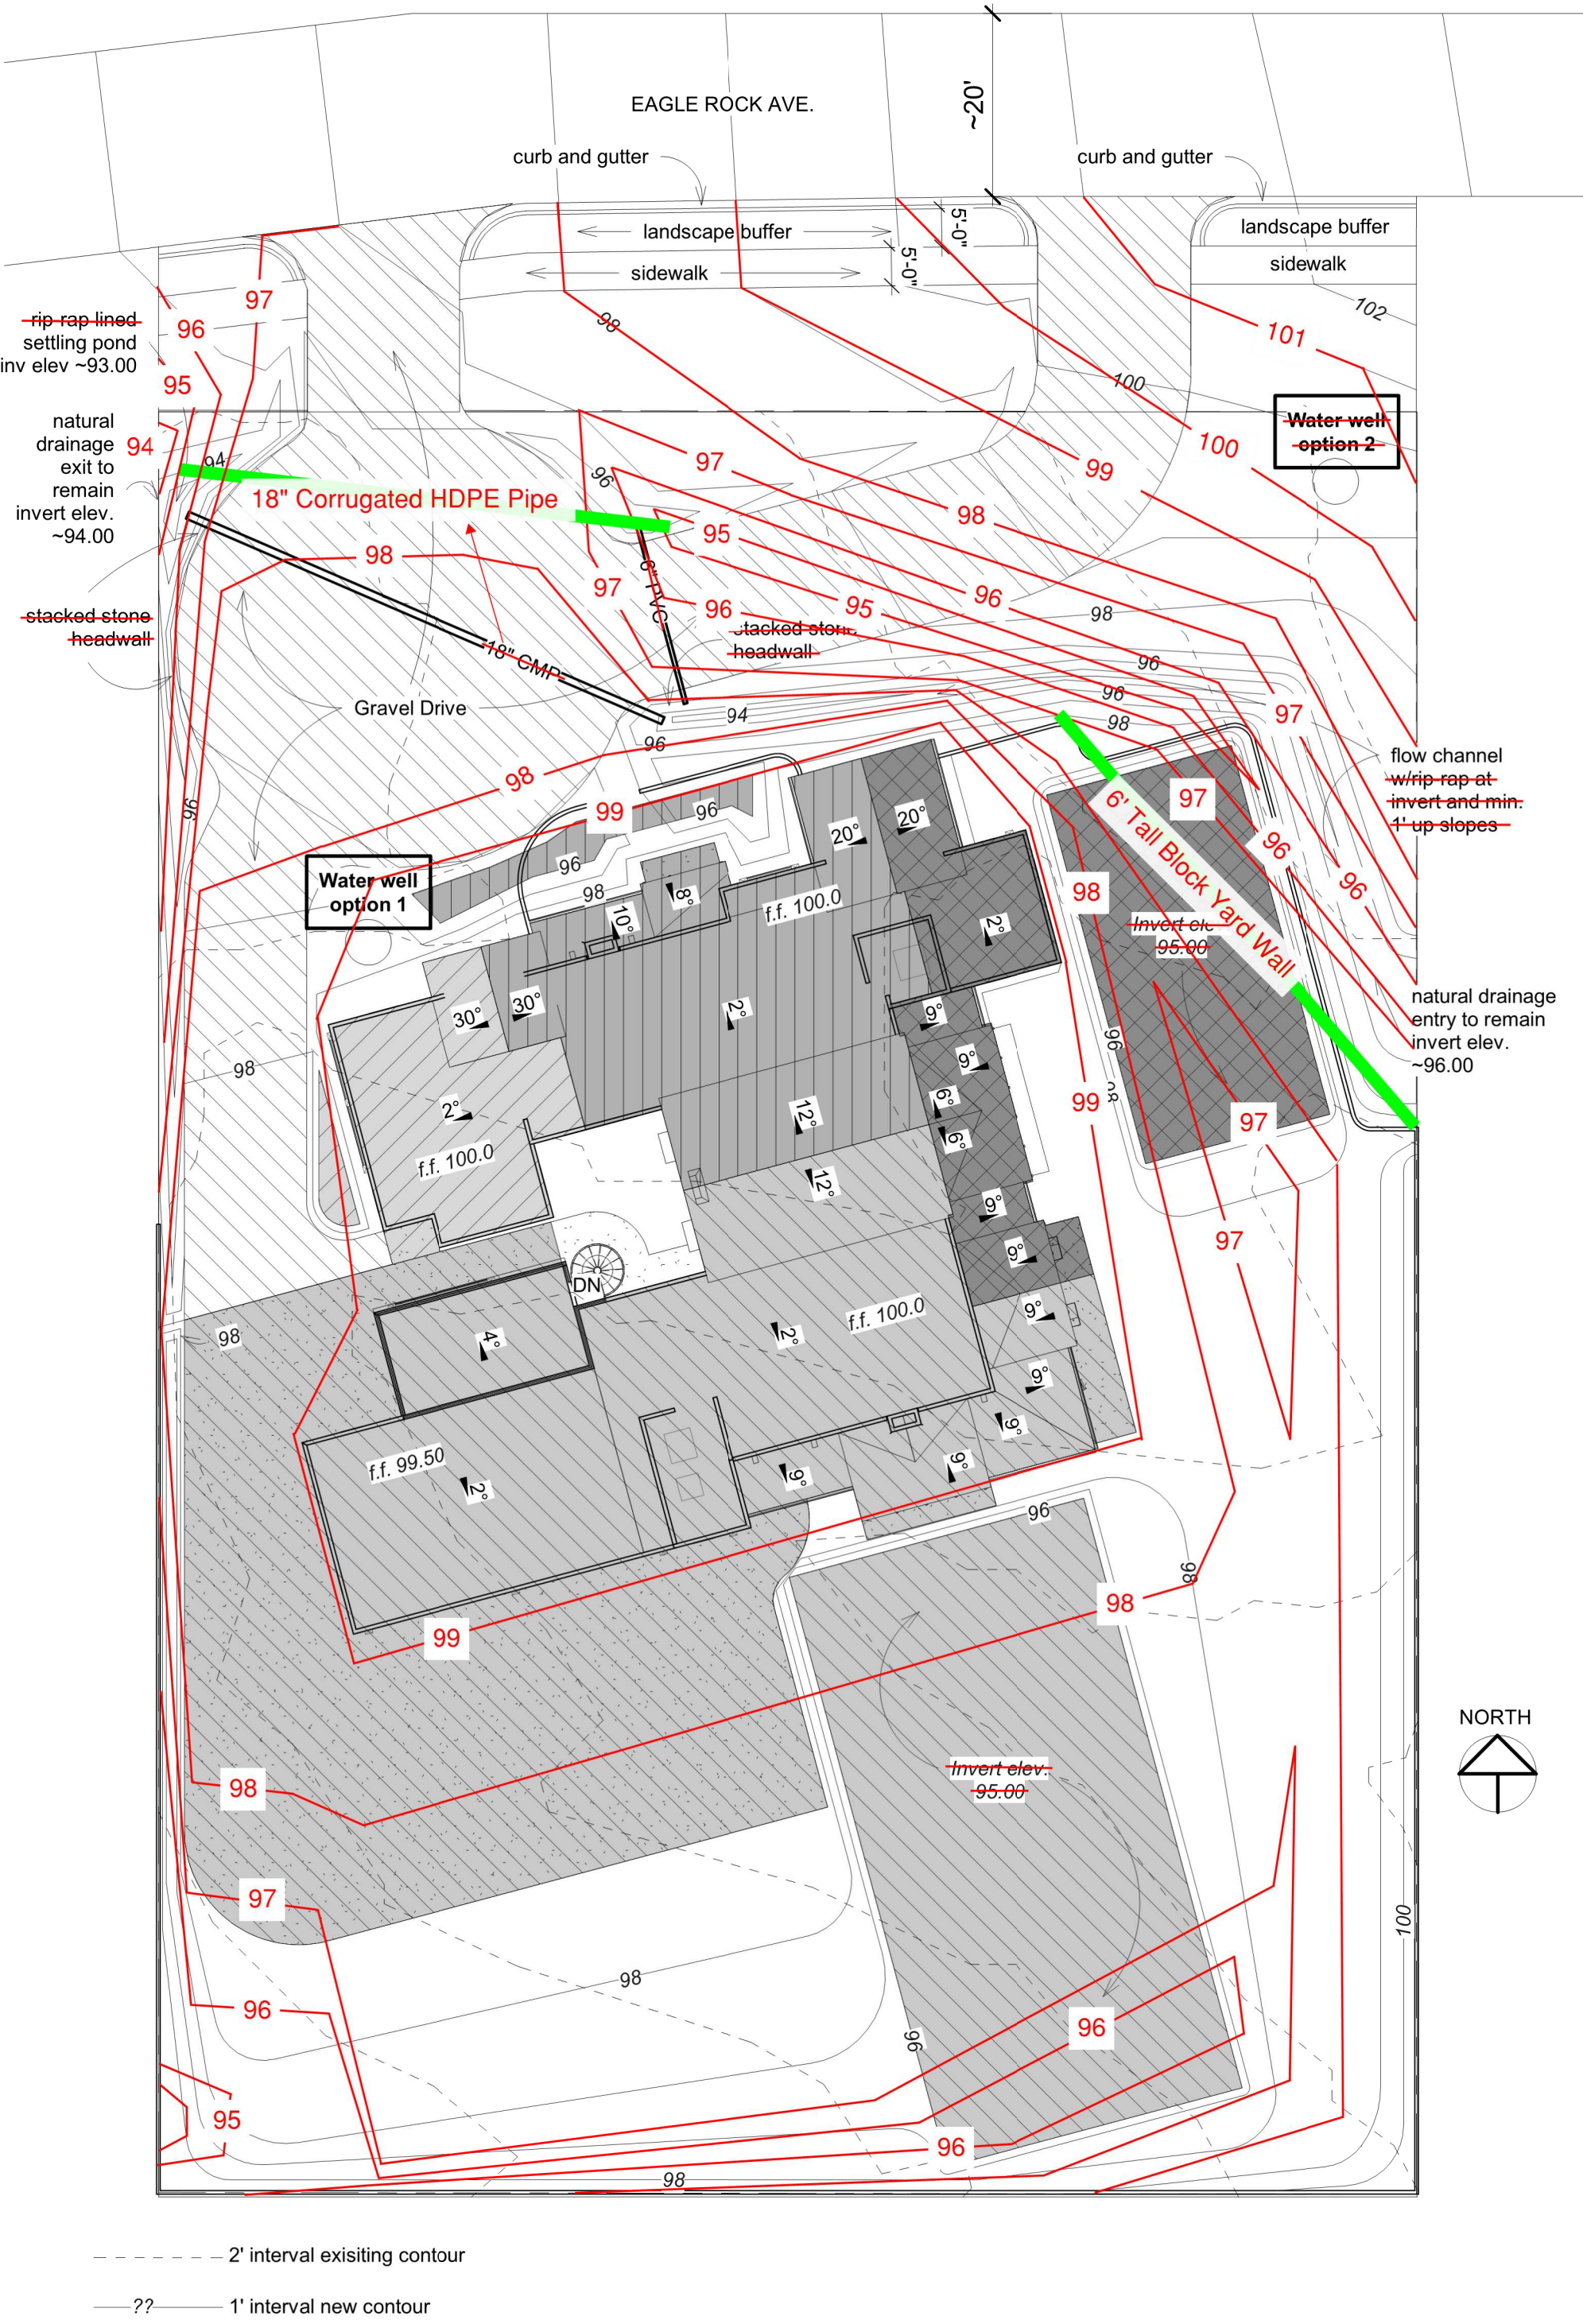 EAGLE ROCK AVE.
~20'
curb and gutter
curb and gutter
landscape buffer
5'-0"
landscape buffer
sidewalk
5'-0"
sidewalk
97
96
98
102
101
rip-rap lined
settling pond
inv elev ~93.00
95
100
Water well
option 2
natural
drainage
exit to
remain
invert elev.
~94.00
94
94
97
96
99
100
18" Corrugated HDPE Pipe
98
95
98
97
6" PVC
96
95
96
98
stacked stone
headwall
stacked stone
headwall
18" CMP
96
96
97
Gravel Drive
94
98
96
flow channel
w/rip-rap at
invert and min.
1' up slopes
98
97
6' Tall Block Yard Wall
96
99
96
20°
20°
96
96
96
Water well
option 1
98
8°
f.f. 100.0
98
10°
2°
Invert ele
95.00
natural drainage
entry to remain
invert elev.
~96.00
30°
30°
2°
9°
96
9°
98
98
6°
99
2°
12°
6°
97
f.f. 100.0
12°
9°
97
9°
DN
98
4°
2°
f.f. 100.0
9°
9°
f.f. 99.50
2°
9°
9°
9°
96
98
98
99
NORTH
Invert elev.
95.00
98
97
100
98
96
96
96
95
96
98
2' interval exisiting contour
?? 1' interval new contour